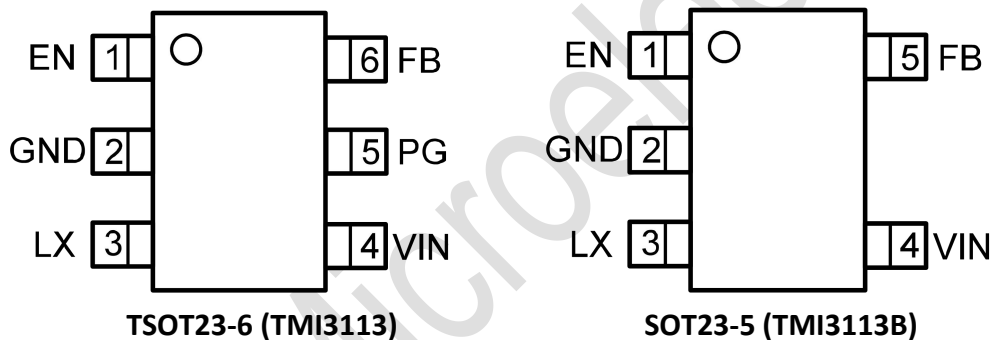 EN 1 6 FB
GND 2 5 PG
LX 3 4 VIN
TSOT23-6 (TMI3113)
EN 1 5 FB
GND 2
LX 3 4 VIN
SOT23-5 (TMI3113B)